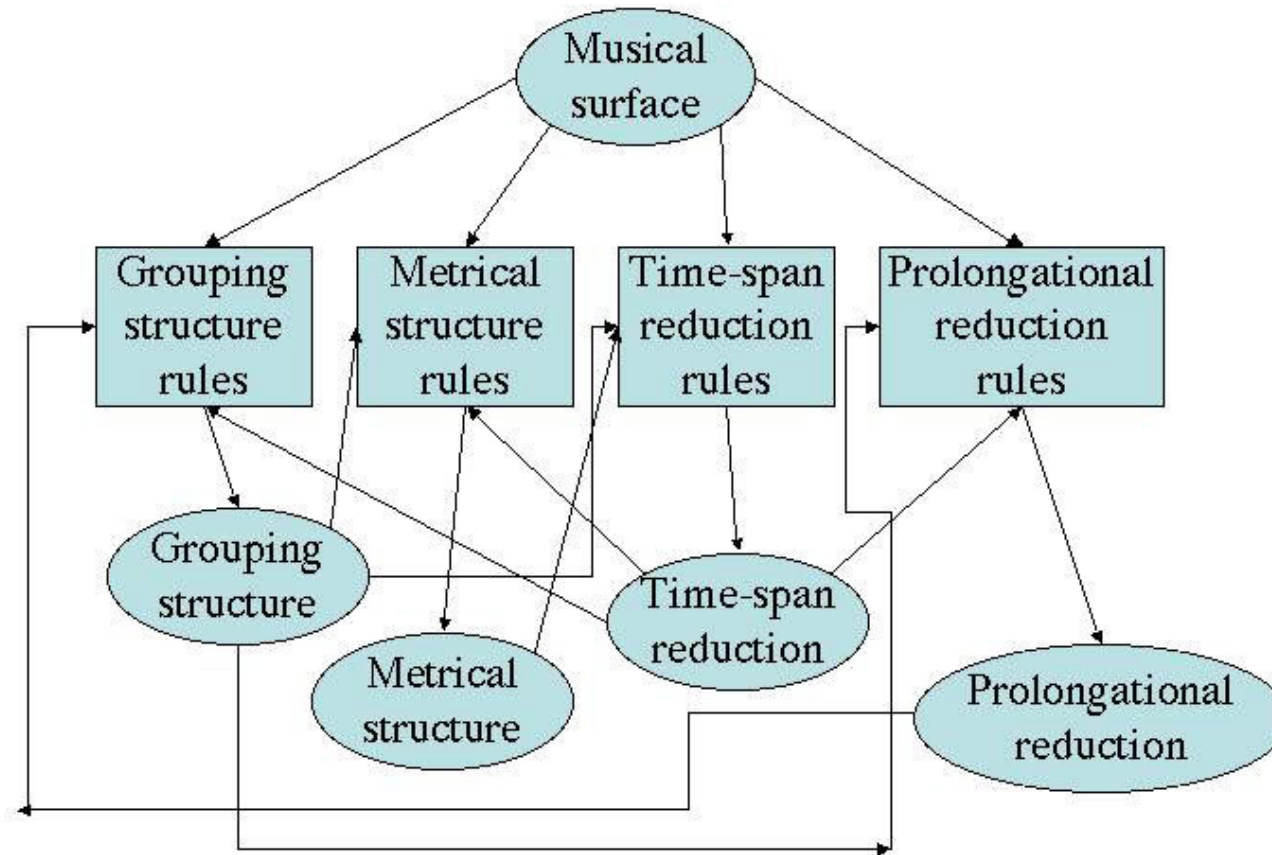 Musical
surface
Grouping
structure
rules
Metrical
structure
rules
Time-span
reduction
rules
Prolongational
reduction
rules
Grouping
structure
Metrical
structure
Time-span
reduction
Prolongational
reduction